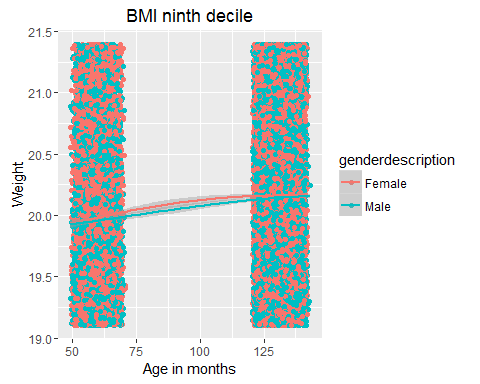 BMI ninth decile
21.5
21.0
20.5
20.0
19.5
19.0
Weight
50
75
100
125
Age in months
genderdescription
Female
Male